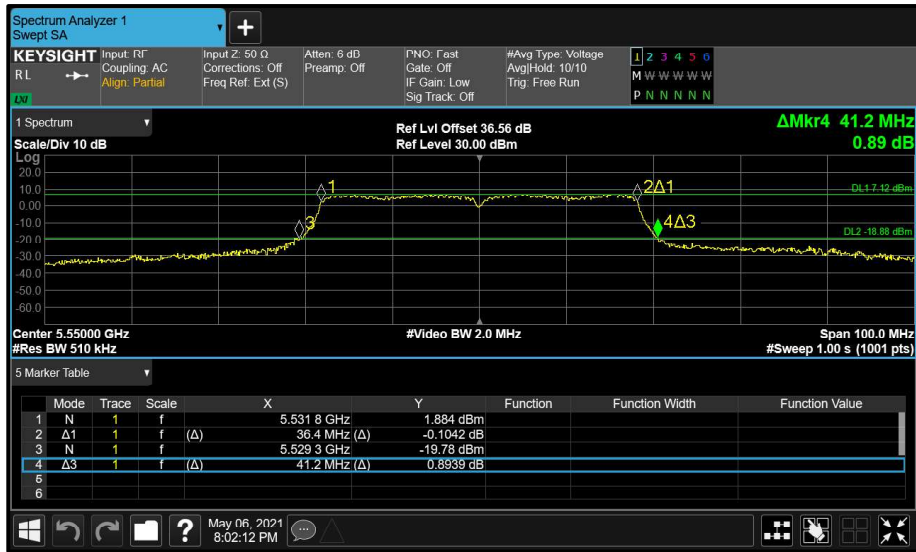 Spectrum Analyzer 1
Swept SA
+
KEYSIGHT
RL
LXI
Input: RF
Coupling: AC
Align: Partial
Input Z: 50 Ω
Corrections: Off
Freq Ref: Ext (S)
Atten: 6 dB
Preamp: Off
PNO: Fast
Gate: Off
IF Gain: Low
Sig Track: Off
#Avg Type: Voltage
Avg|Hold: 10/10
Trig: Free Run
1 2 3 4 5 6
M W W W W W
P N N N N N
1 Spectrum
Scale/Div 10 dB
Ref Lvl Offset 36.56 dB
Ref Level 30.00 dBm
ΔMkr4 41.2 MHz
0.89 dB
Log
20.0
10.0
0.00
-10.0
-20.0
-30.0
-40.0
-50.0
-60.0
1
2Δ1
DL1 7.12 dBm
3
4Δ3
DL2 -18.88 dBm
Center 5.55000 GHz
#Video BW 2.0 MHz
Span 100.0 MHz
#Res BW 510 kHz
#Sweep 1.00 s (1001 pts)
5 Marker Table
Mode Trace Scale X Y Function Function Width Function Value
1 N 1 f 5.531 8 GHz 1.884 dBm
2 Δ1 1 f (Δ) 36.4 MHz (Δ) -0.1042 dB
3 N 1 f 5.529 3 GHz -19.78 dBm
4 Δ3 1 f (Δ) 41.2 MHz (Δ) 0.8939 dB
5
6
?
May 06, 2021
8:02:12 PM